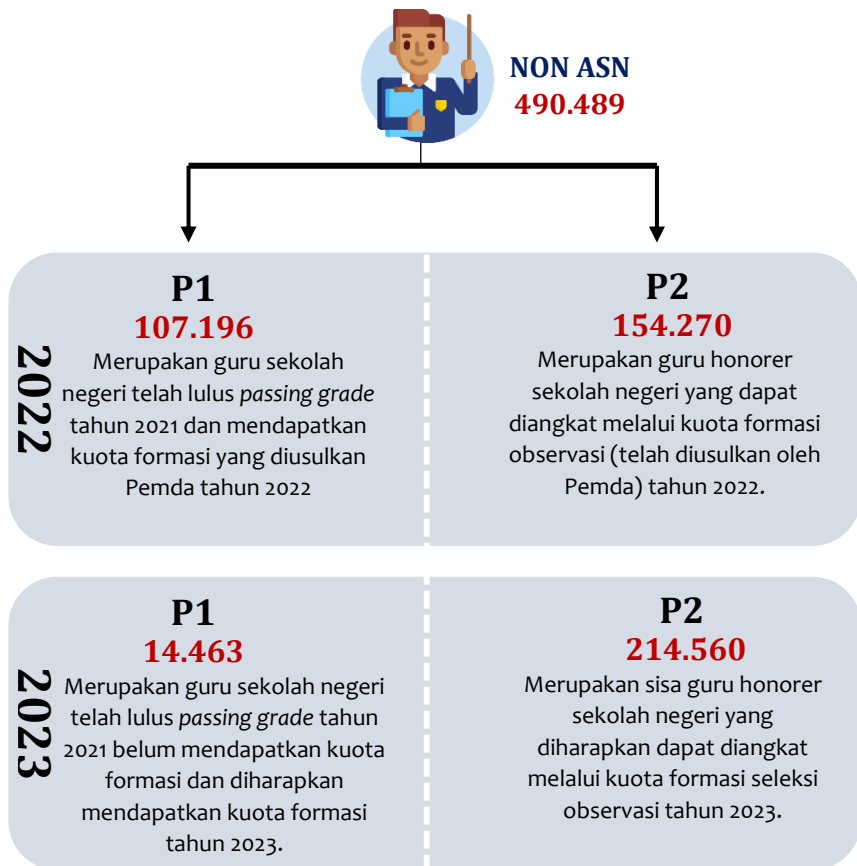 NON ASN
490.489
2022
P1
107.196
Merupakan guru sekolah
negeri telah lulus passing grade
tahun 2021 dan mendapatkan
kuota formasi yang diusulkan
Pemda tahun 2022
P2
154.270
Merupakan guru honorer
sekolah negeri yang dapat
diangkat melalui kuota formasi
observasi (telah diusulkan oleh
Pemda) tahun 2022.
2023
P1
14.463
Merupakan guru sekolah negeri
telah lulus passing grade tahun
2021 belum mendapatkan kuota
formasi dan diharapkan
mendapatkan kuota formasi
tahun 2023.
P2
214.560
Merupakan sisa guru honorer
sekolah negeri yang
diharapkan dapat diangkat
melalui kuota formasi seleksi
observasi tahun 2023.